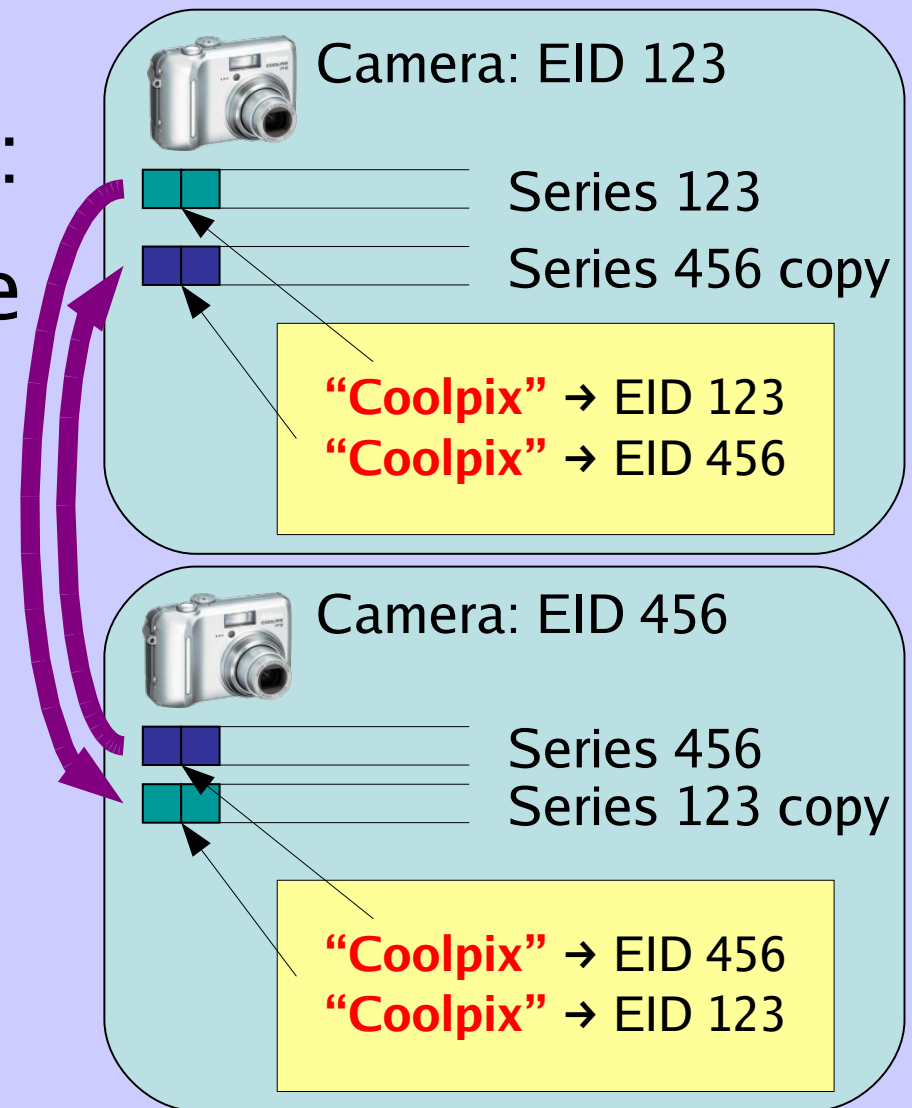 :
e
Camera: EID 123
Series 123
Series 456 copy
“Coolpix” → EID 123
“Coolpix” → EID 456
Camera: EID 456
Series 456
Series 123 copy
“Coolpix” → EID 456
“Coolpix” → EID 123